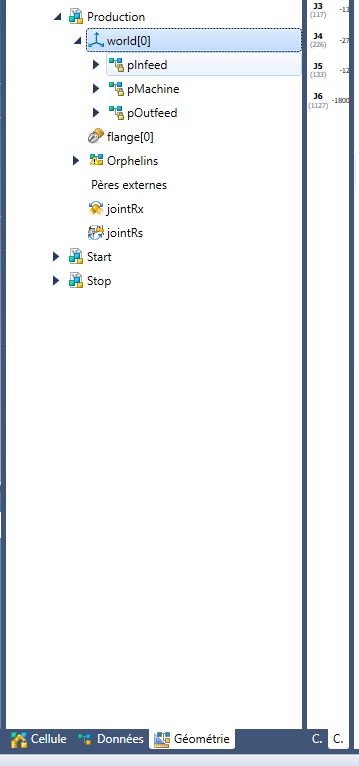 Production
world[0]
pInfeed
pMachine
pOutfeed
flange[0]
Orphelins
Pères externes
jointRx
jointRs
Start
Stop
J3
(117)
-13
J4
(226)
-27
J5
(133)
-12
J6
(1127)
-1800
Cellule Données Géométrie C. C.